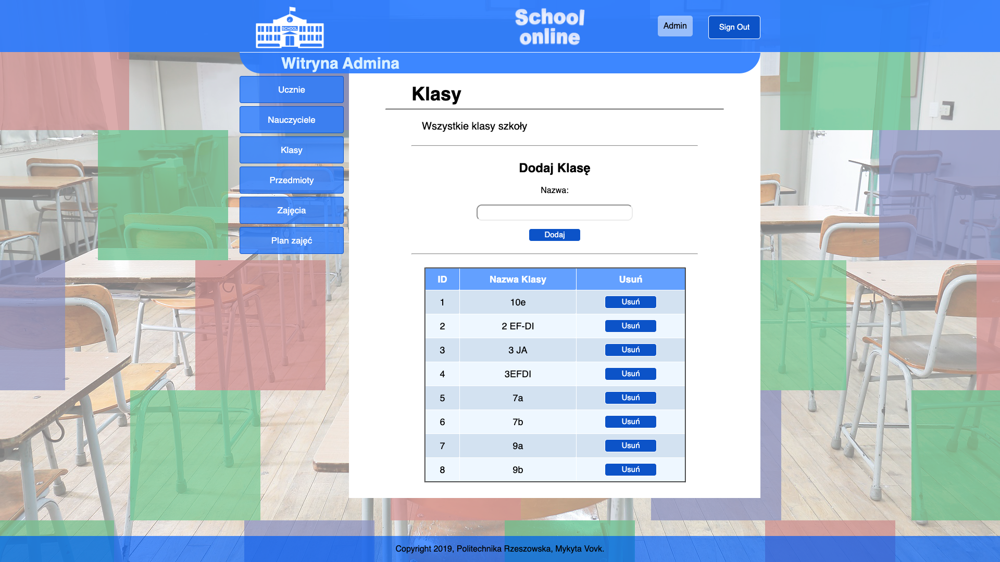 SCHOOL
School
online
Admin
Sign Out
Witryna Admina
Ucznie
Nauczyciele
Klasy
Przedmioty
Zajęcia
Plan zajęć
Klasy
Wszystkie klasy szkoły
Dodaj Klasę
Nazwa:
Dodaj
ID Nazwa Klasy Usuń
1 10e Usuń
2 2 EF-DI Usuń
3 3 JA Usuń
4 3EFDI Usuń
5 7a Usuń
6 7b Usuń
7 9a Usuń
8 9b Usuń
Copyright 2019, Politechnika Rzeszowska, Mykyta Vovk.